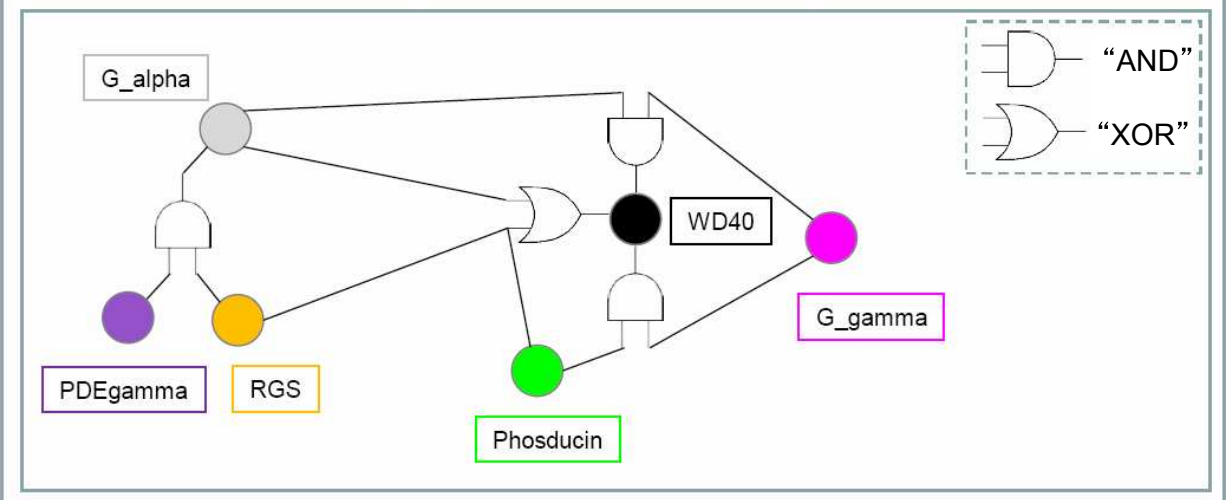 G_alpha
“AND”
“XOR”
WD40
G_gamma
PDEgamma
RGS
Phosducin